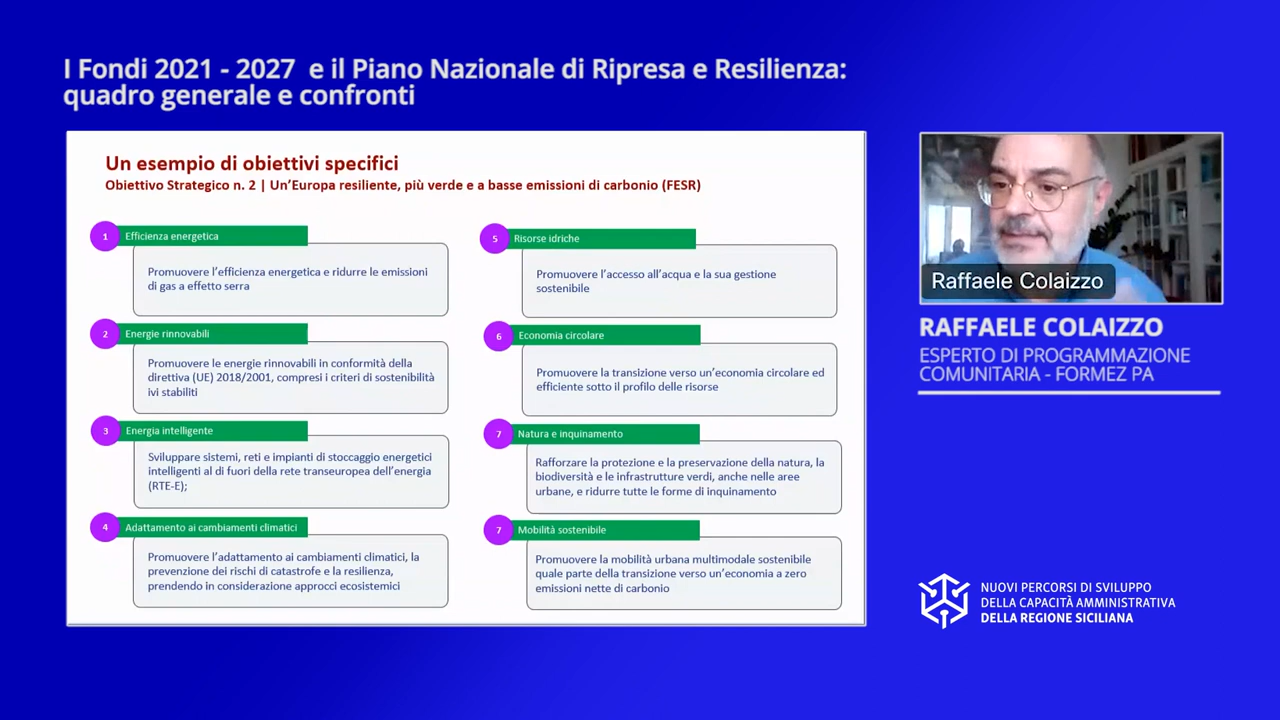 I Fondi 2021 - 2027 e il Piano Nazionale di Ripresa e Resilienza:
quadro generale e confronti
Un esempio di obiettivi specifici
Obiettivo Strategico n. 2 | Un'Europa resiliente, più verde e a basse emissioni di carbonio (FESR)
1 Efficienza energetica
Promuovere l'efficienza energetica e ridurre le emissioni
di gas a effetto serra
2 Energie rinnovabili
Promuovere le energie rinnovabili in conformità della
direttiva (UE) 2018/2001, compresi i criteri di sostenibilità
ivi stabiliti
3 Energia intelligente
Sviluppare sistemi, reti e impianti di stoccaggio energetici
intelligenti al di fuori della rete transeuropea dell'energia
(RTE-E);
4 Adattamento ai cambiamenti climatici
Promuovere l'adattamento ai cambiamenti climatici, la
prevenzione dei rischi di catastrofe e la resilienza,
prendendo in considerazione approcci ecosistemici
5 Risorse idriche
Promuovere l'accesso all'acqua e la sua gestione
sostenibile
6 Economia circolare
Promuovere la transizione verso un'economia circolare ed
efficiente sotto il profilo delle risorse
7 Natura e inquinamento
Rafforzare la protezione e la preservazione della natura, la
biodiversità e le infrastrutture verdi, anche nelle aree
urbane, e ridurre tutte le forme di inquinamento
7 Mobilità sostenibile
Promuovere la mobilità urbana multimodale sostenibile
quale parte della transizione verso un'economia a zero
emissioni nette di carbonio
Raffaele Colaizzo
RAFFAELE COLAIZZO
ESPERTO DI PROGRAMMAZIONE
COMUNITARIA - FORMEZ PA
NUOVI PERCORSI DI SVILUPPO
DELLA CAPACITÀ AMMINISTRATIVA
DELLA REGIONE SICILIANA